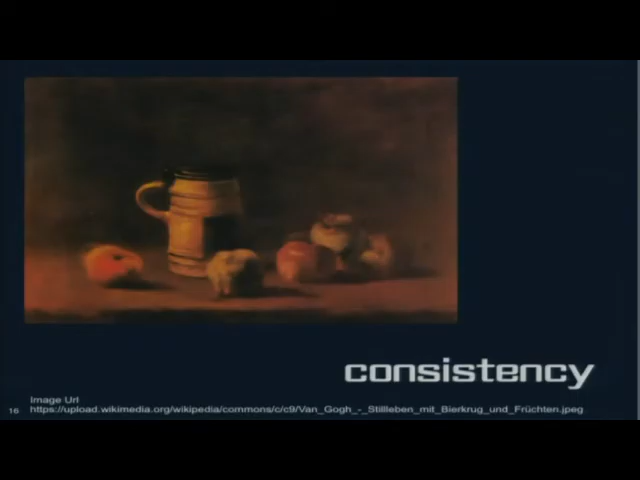 consistency
Image Url
16 https://upload.wikimedia.org/wikipedia/commons/c/c9/Van_Gogh_-_Stillleben_mit_Bierkrug_und_Früchten.jpeg